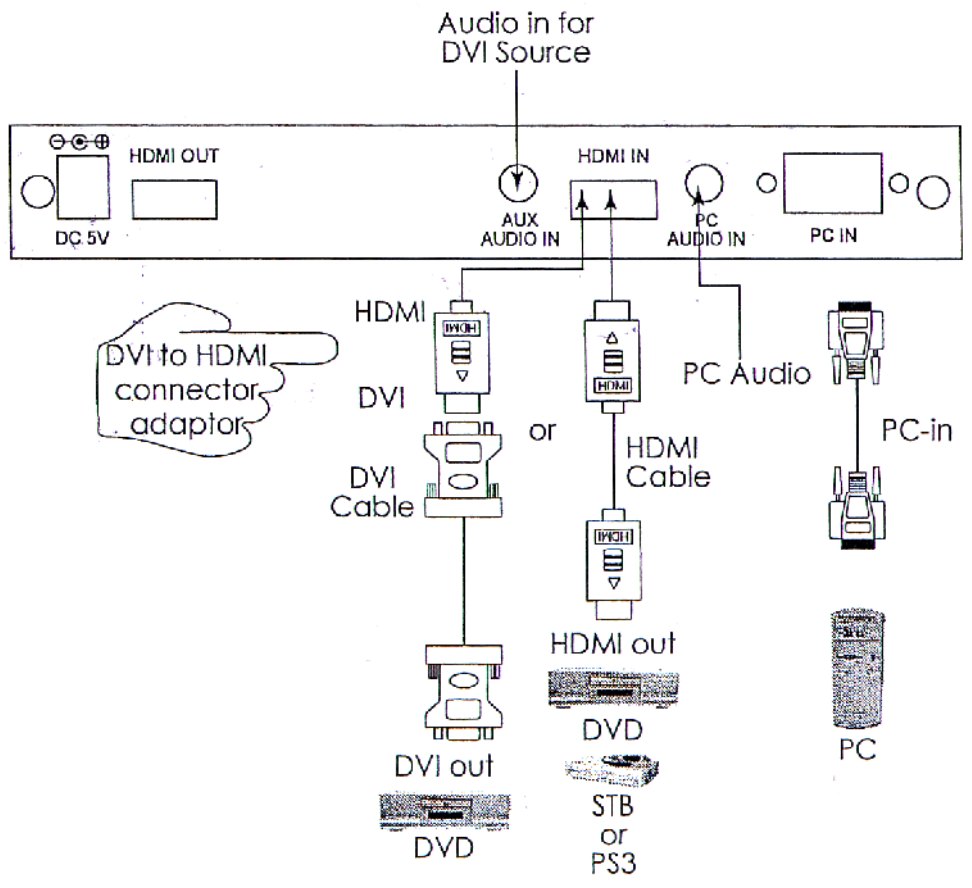 Audio in for
DVI Source
HDMI OUT
HDMI IN
DC 5V
AUX
AUDIO IN
PC
AUDIO IN
PC IN
HDMI
HDMI
DVI to HDMI
connector
adaptor
DVI
or
HDMI
PC Audio
PC-in
DVI
Cable
HDMI
Cable
HDMI
HDMI out
DVD
PC
DVI out
DVD
STB
or
PS3